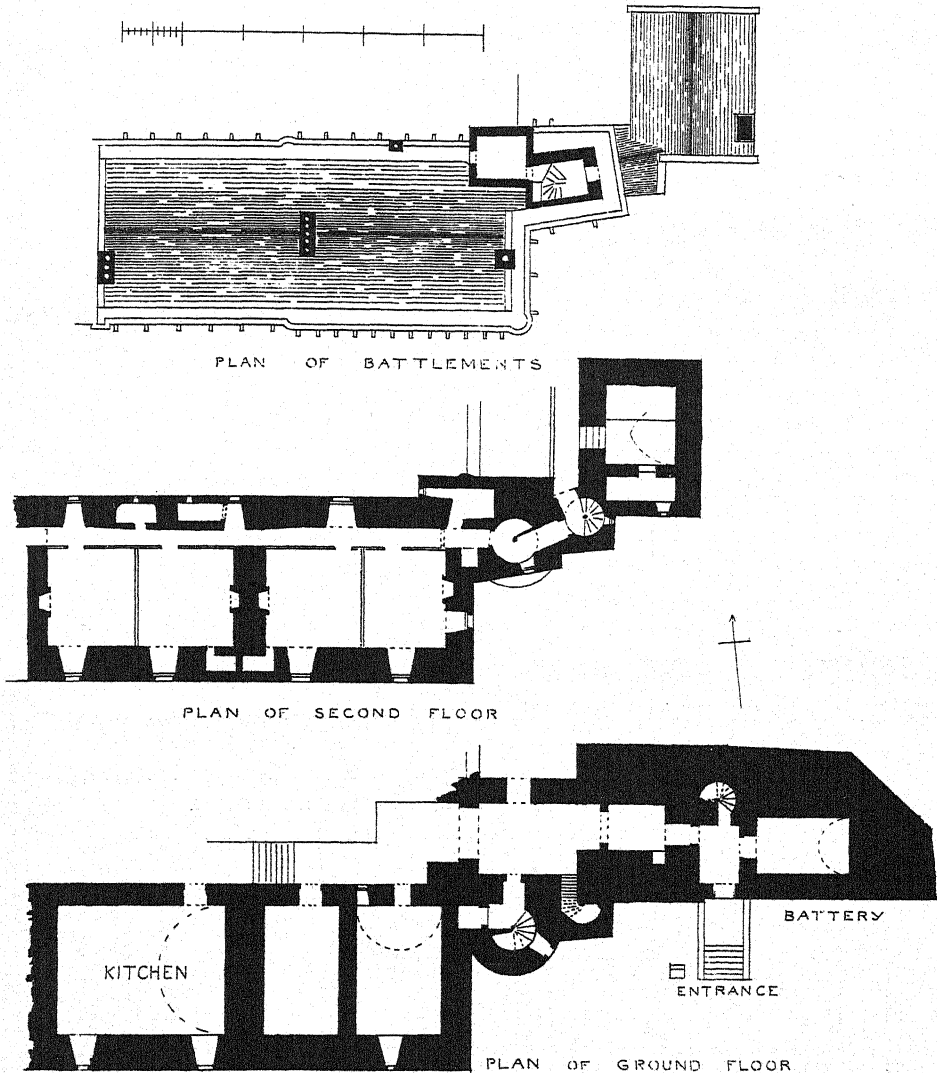 PLAN OF BATTLEMENTS
PLAN OF SECOND FLOOR
BATTERY
KITCHEN
ENTRANCE
PLAN OF GROUND FLOOR